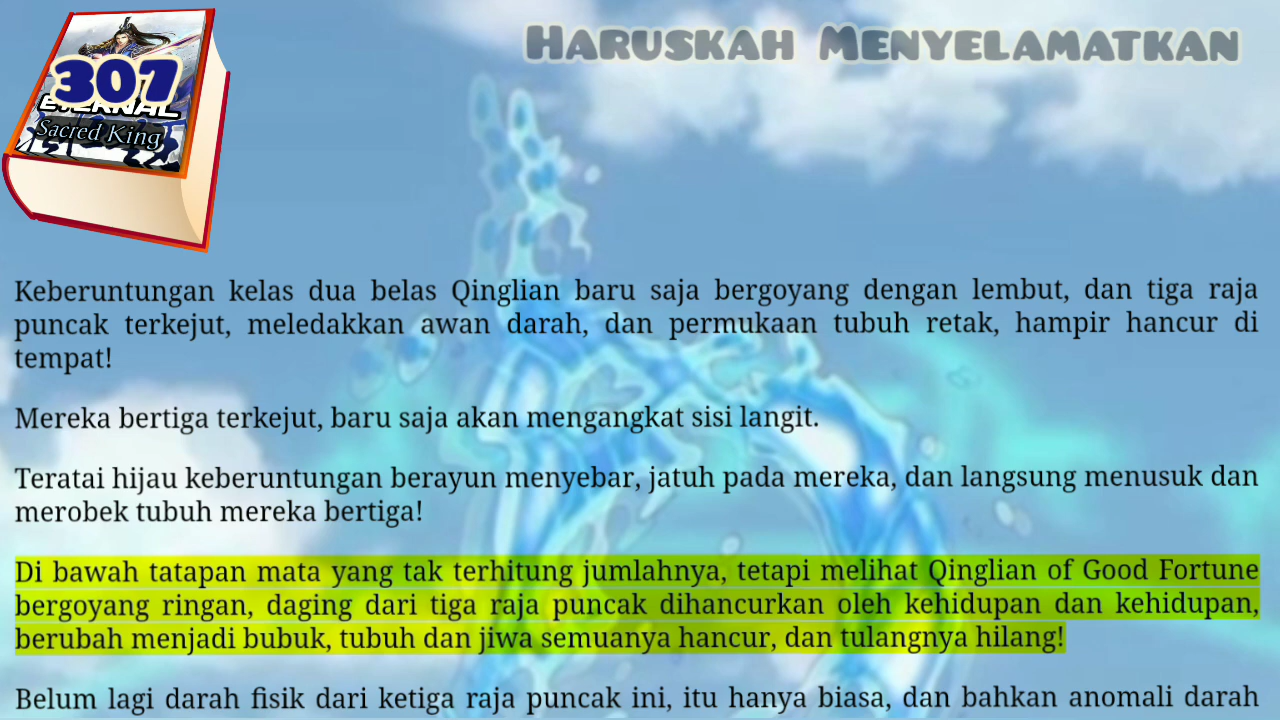 307
ETERNAL
Sacred King
Haruskah Menyelamatkan
Keberuntungan kelas dua belas Qinglian baru saja bergoyang dengan lembut, dan tiga raja
puncak terkejut, meledakkan awan darah, dan permukaan tubuh retak, hampir hancur di
tempat!
Mereka bertiga terkejut, baru saja akan mengangkat sisi langit.
Teratai hijau keberuntungan berayun menyebar, jatuh pada mereka, dan langsung menusuk dan
merobek tubuh mereka bertiga!
Di bawah tatapan mata yang tak terhitung jumlahnya, tetapi melihat Qinglian of Good Fortune
bergoyang ringan, daging dari tiga raja puncak dihancurkan oleh kehidupan dan kehidupan,
berubah menjadi bubuk, tubuh dan jiwa semuanya hancur, dan tulangnya hilang!
Belum lagi darah fisik dari ketiga raja puncak ini, itu hanya biasa, dan bahkan anomali darah